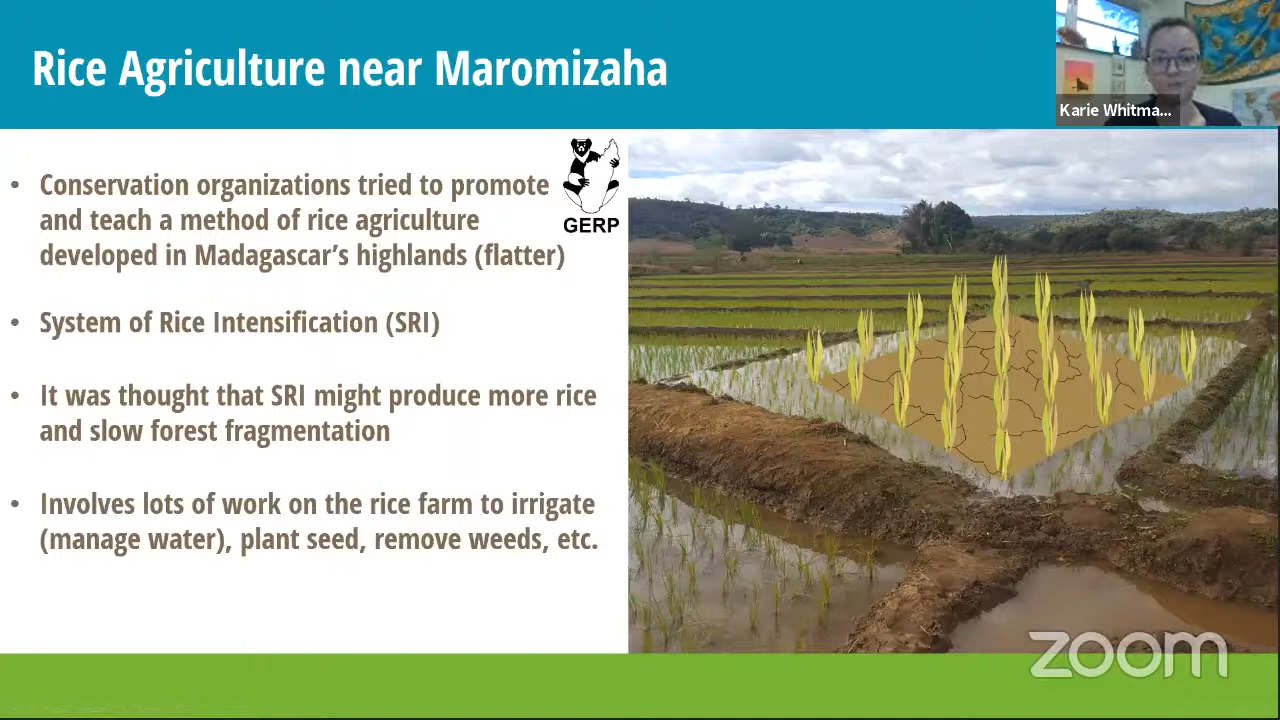 Rice Agriculture near Maromizaha
Karie Whitma...
• Conservation organizations tried to promote
and teach a method of rice agriculture
developed in Madagascar's highlands (flatter)
GERP
• System of Rice Intensification (SRI)
• It was thought that SRI might produce more rice
and slow forest fragmentation
• Involves lots of work on the rice farm to irrigate
(manage water), plant seed, remove weeds, etc.
zoom